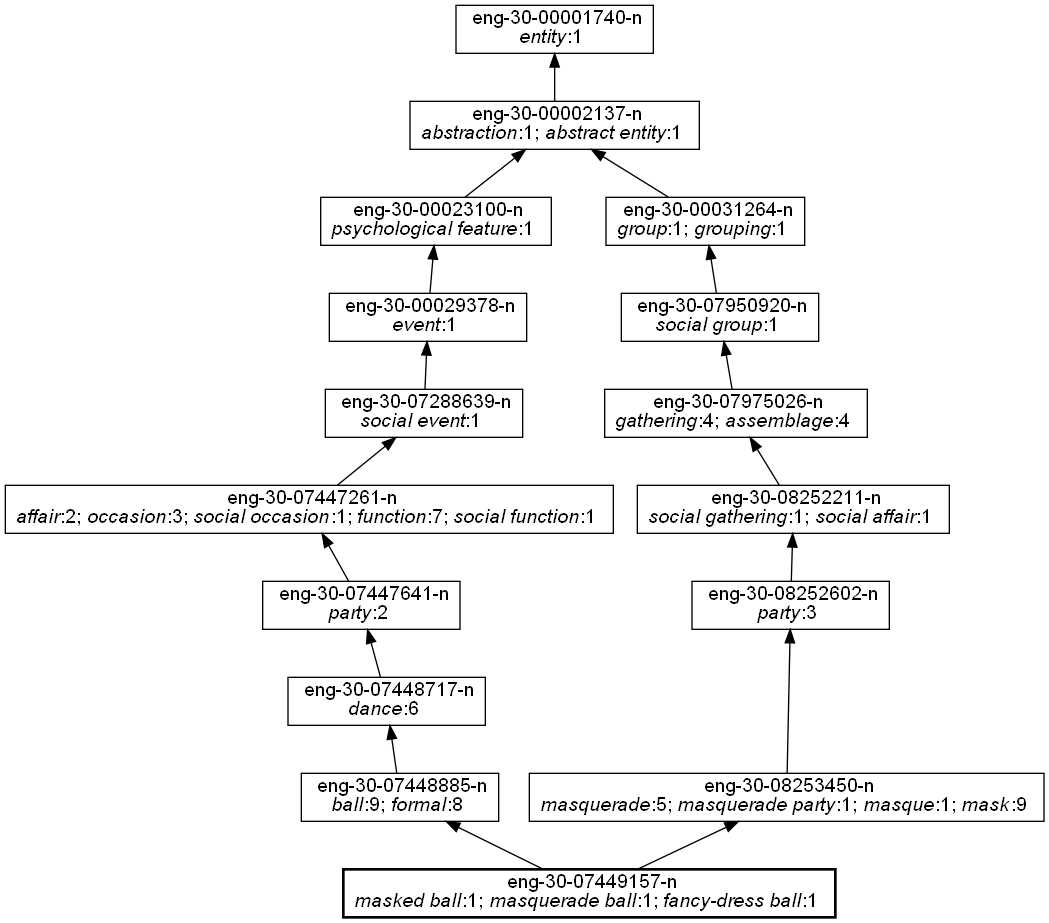 eng-30-00001740-n
entity:1
eng-30-00002137-n
abstraction:1; abstract entity:1
eng-30-00023100-n
psychological feature:1
eng-30-00031264-n
group:1; grouping:1
eng-30-00029378-n
event:1
eng-30-07950920-n
social group:1
eng-30-07288639-n
social event:1
eng-30-07975026-n
gathering:4; assemblage:4
eng-30-07447261-n
affair:2; occasion:3; social occasion:1; function:7; social function:1
eng-30-08252211-n
social gathering:1; social affair:1
eng-30-07447641-n
party:2
eng-30-08252602-n
party:3
eng-30-07448717-n
dance:6
eng-30-07448885-n
ball:9; formal:8
eng-30-08253450-n
masquerade:5; masquerade party:1; masque:1; mask:9
eng-30-07449157-n
masked ball:1; masquerade ball:1; fancy-dress ball:1